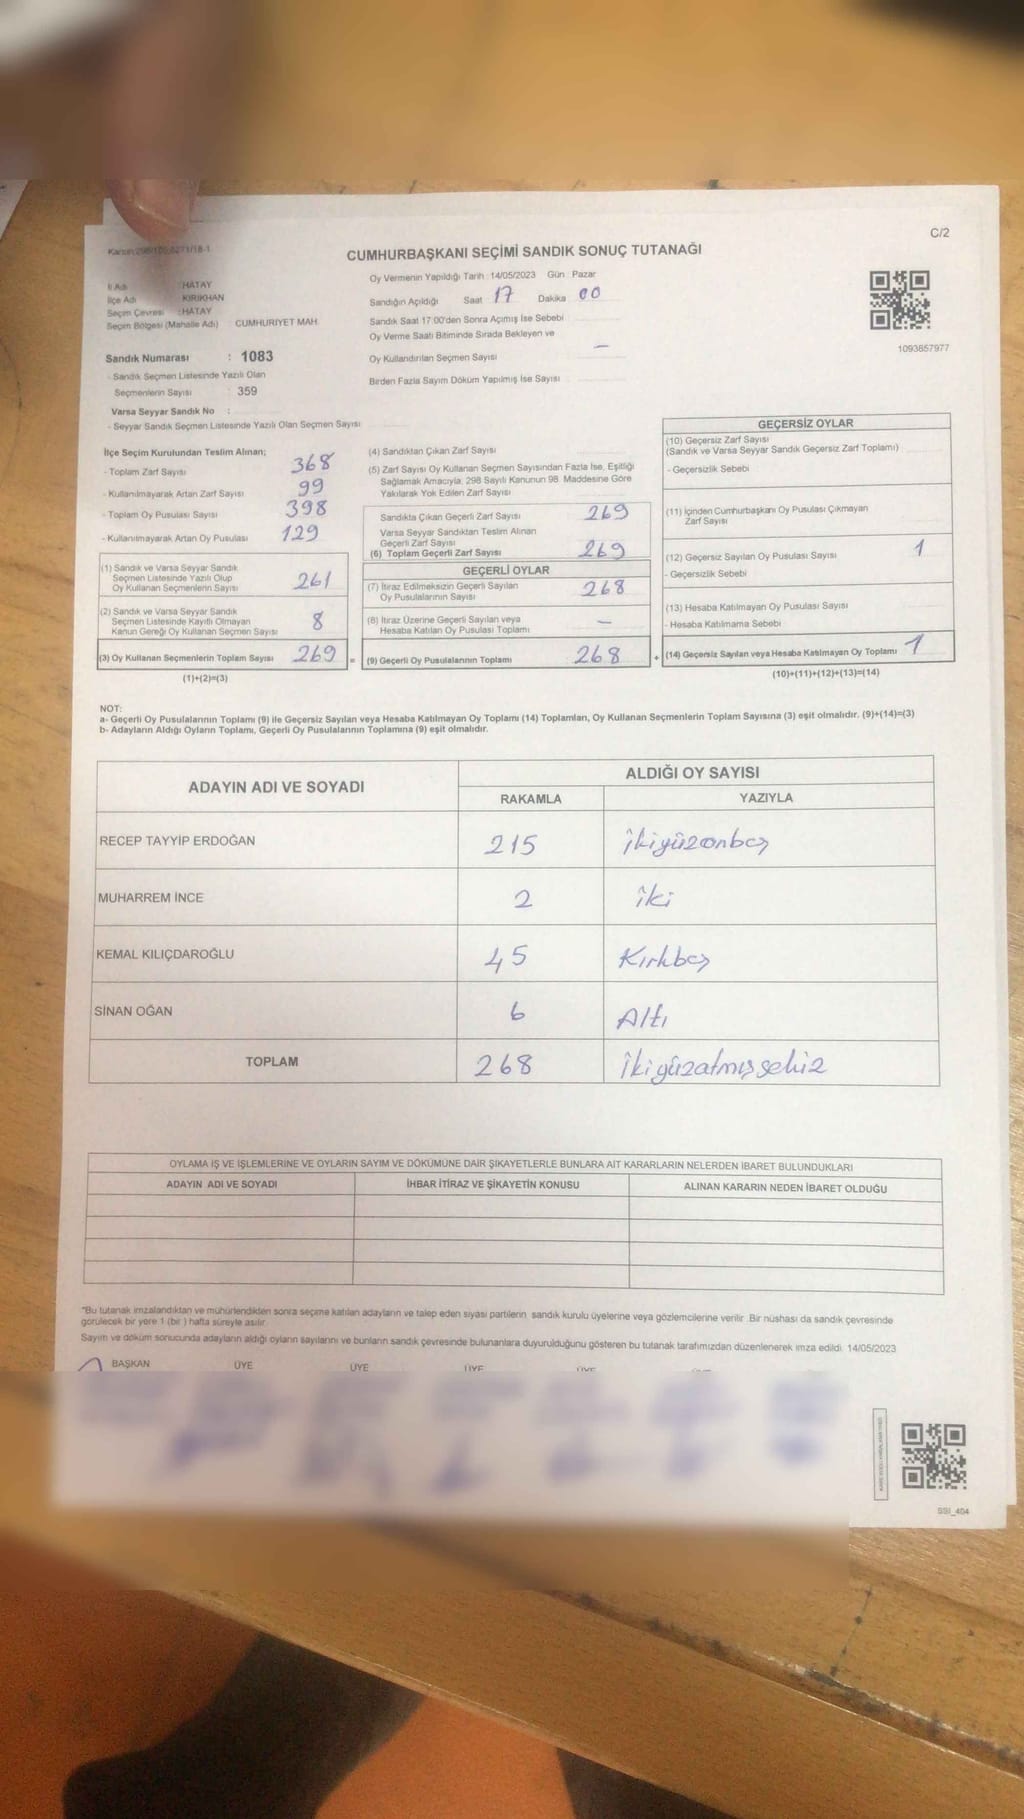 C/2
CUMHURBAŞKANI SEÇİMİ SANDIK SONUÇ TUTANAĞI
İl Adı : HATAY
İlçe Adı KIRIKHAN
Seçim Çevresi : HATAY
Seçim Bölgesi (Mahalle Adı) CUMHURİYET MAH.
Oy Vermenin Yapıldığı Tarih : 14/05/2023 Gün : Pazar
Sandığın Açıldığı Saat 17 Dakika 00
Sandık Saat 17:00'den Sonra Açımış İse Sebebi
Oy Verme Saati Bitiminde Sırada Bekleyen ve
Oy Kullandırılan Seçmen Sayısı –
Birden Fazla Sayım Döküm Yapılmış İse Sayısı
1093857977
Sandık Numarası : 1083
- Sandık Seçmen Listesinde Yazılı Olan
Seçmenlerin Sayısı : 359
Varsa Seyyar Sandık No :
- Seyyar Sandık Seçmen Listesinde Yazılı Olan Seçmen Sayısı
İlçe Seçim Kurulundan Teslim Alınan;
- Toplam Zarf Sayısı 368
- Kullanılmayarak Artan Zarf Sayısı 99
- Toplam Oy Pusulası Sayısı 398
- Kullanılmayarak Artan Oy Pusulası 129
(1) Sandık ve Varsa Seyyar Sandık
Seçmen Listesinde Yazılı Olup
Oy Kullanan Seçmenlerin Sayısı 261
(2) Sandık ve Varsa Seyyar Sandık
Seçmen Listesinde Kayıtlı Olmayan
Kanun Gereği Oy Kullanan Seçmen Sayısı 8
(3) Oy Kullanan Seçmenlerin Toplam Sayısı 269 =
(1)+(2)=(3)
(4) Sandıktan Çıkan Zarf Sayısı
(5) Zarf Sayısı Oy Kullanan Seçmen Sayısından Fazla İse, Eşitliği
Sağlamak Amacıyla, 298 Sayılı Kanunun 98. Maddesine Göre
Yakılarak Yok Edilen Zarf Sayısı
Sandıkta Çıkan Geçerli Zarf Sayısı 269
Varsa Seyyar Sandıktan Teslim Alınan
Geçerli Zarf Sayısı
(6) Toplam Geçerli Zarf Sayısı 269
GEÇERLİ OYLAR
(7) İtiraz Edilmeksizin Geçerli Sayılan
Oy Pusulalarının Sayısı 268
(8) İtiraz Üzerine Geçerli Sayılan veya
Hesaba Katılan Oy Pusulası Toplamı –
(9) Geçerli Oy Pusulalarının Toplamı 268 +
GEÇERSİZ OYLAR
(10) Geçersiz Zarf Sayısı
(Sandık ve Varsa Seyyar Sandık Geçersiz Zarf Toplamı)
- Geçersizlik Sebebi
(11) İçinden Cumhurbaşkanı Oy Pusulası Çıkmayan
Zarf Sayısı
(12) Geçersiz Sayılan Oy Pusulası Sayısı 1
- Geçersizlik Sebebi
(13) Hesaba Katılmayan Oy Pusulası Sayısı
- Hesaba Katılmama Sebebi
(14) Geçersiz Sayılan veya Hesaba Katılmayan Oy Toplamı 1
(10)+(11)+(12)+(13)=(14)
NOT:
a- Geçerli Oy Pusulalarının Toplamı (9) ile Geçersiz Sayılan veya Hesaba Katılmayan Oy Toplamı (14) Toplamları, Oy Kullanan Seçmenlerin Toplam Sayısına (3) eşit olmalıdır. (9)+(14)=(3)
b- Adayların Aldığı Oyların Toplamı, Geçerli Oy Pusulalarının Toplamına (9) eşit olmalıdır.
ADAYIN ADI VE SOYADI ALDIĞI OY SAYISI
RAKAMLA YAZIYLA
RECEP TAYYİP ERDOĞAN 215 ikiyüzonbeş
MUHARREM İNCE 2 iki
KEMAL KILIÇDAROĞLU 45 Kırkbeş
SİNAN OĞAN 6 Altı
TOPLAM 268 İkiyüzatmışsekiz
OYLAMA İŞ VE İŞLEMLERİNE VE OYLARIN SAYIM VE DÖKÜMÜNE DAİR ŞİKAYETLERLE BUNLARA AİT KARARLARIN NELERDEN İBARET BULUNDUKLARI
ADAYIN ADI VE SOYADI İHBAR İTİRAZ VE ŞİKAYETİN KONUSU ALINAN KARARIN NEDEN İBARET OLDUĞU
"Bu tutanak imzalandıktan ve mühürlendikten sonra seçime katılan adayların ve talep eden siyasi partilerin sandık kurulu üyelerine veya gözlemcilerine verilir. Bir nüshası da sandık çevresinde
görülecek bir yere 1 (bir ) hafta süreyle asılır.
Sayım ve döküm sonucunda adayların aldığı oyların sayılarını ve bunların sandık çevresinde bulunanlara duyurulduğunu gösteren bu tutanak tarafımızdan düzenlenerek imza edildi. 14/05/2023
BAŞKAN ÜYE ÜYE ÜYE ÜYE
SSI_404